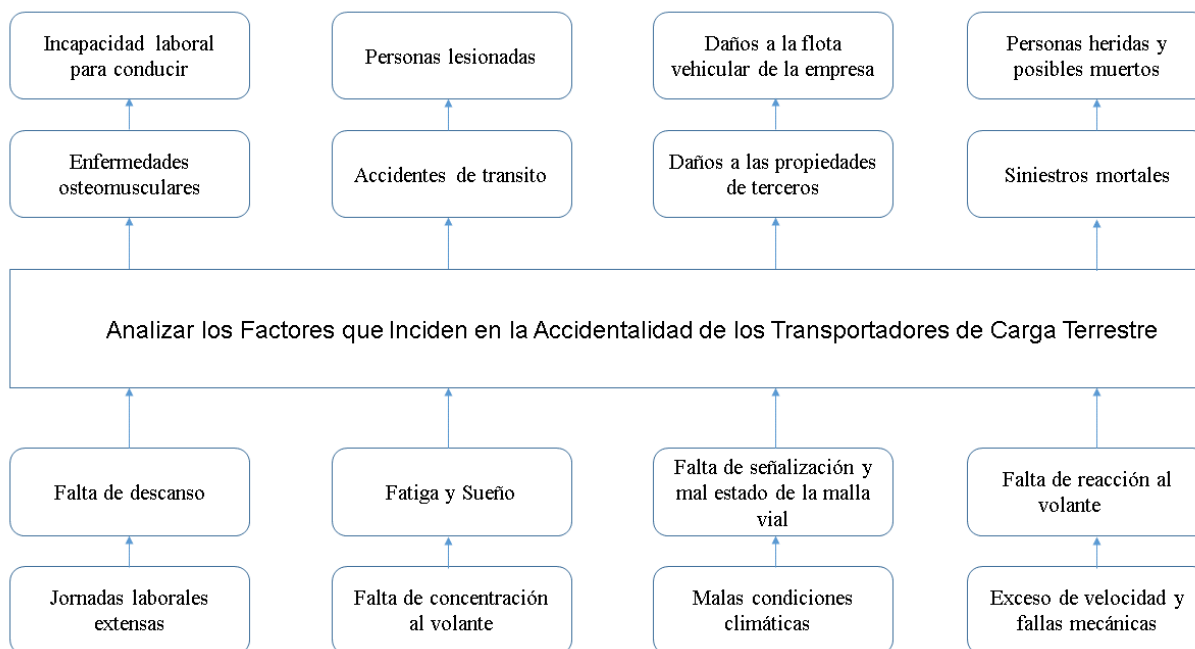 Incapacidad laboral
para conducir
Personas lesionadas
Daños a la flota
vehicular de la empresa
Personas heridas y
posibles muertos
Enfermedades
osteomusculares
Accidentes de transito
Daños a las propiedades
de terceros
Siniestros mortales
Analizar los Factores que Inciden en la Accidentalidad de los Transportadores de Carga Terrestre
Falta de descanso
Fatiga y Sueño
Falta de señalización y
mal estado de la malla
vial
Falta de reacción al
volante
Jornadas laborales
extensas
Falta de concentración
al volante
Malas condiciones
climáticas
Exceso de velocidad y
fallas mecánicas